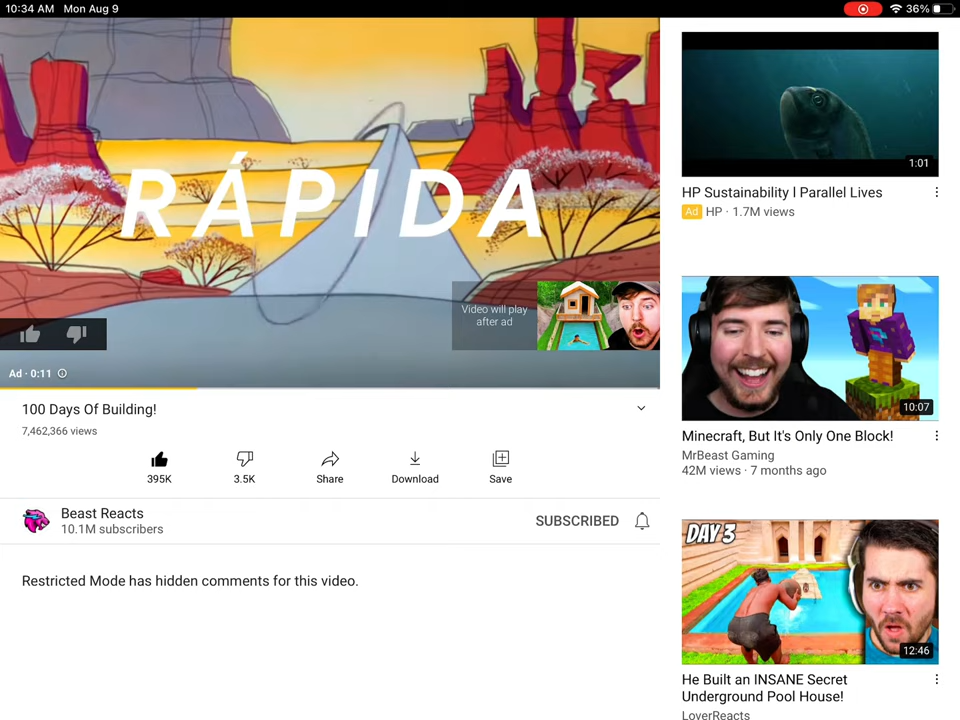 10:34 AM Mon Aug 9
36%
RÁPIDA
Video will play
after ad
Ad · 0:11
100 Days Of Building!
7,462,366 views
395K
3.5K
Share
Download
Save
Beast Reacts
10.1M subscribers
SUBSCRIBED
Restricted Mode has hidden comments for this video.
1:01
HP Sustainability l Parallel Lives
Ad HP · 1.7M views
10:07
Minecraft, But It's Only One Block!
MrBeast Gaming
42M views · 7 months ago
DAY 3
12:46
He Built an INSANE Secret
Underground Pool House!
LoverReacts